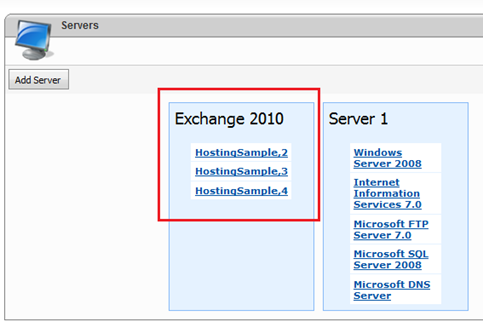 Servers
Add Server
Exchange 2010
HostingSample,2
HostingSample,3
HostingSample,4
Server 1
Windows
Server 2008
Internet
Information
Services 7.0
Microsoft FTP
Server 7.0
Microsoft SQL
Server 2008
Microsoft DNS
Server